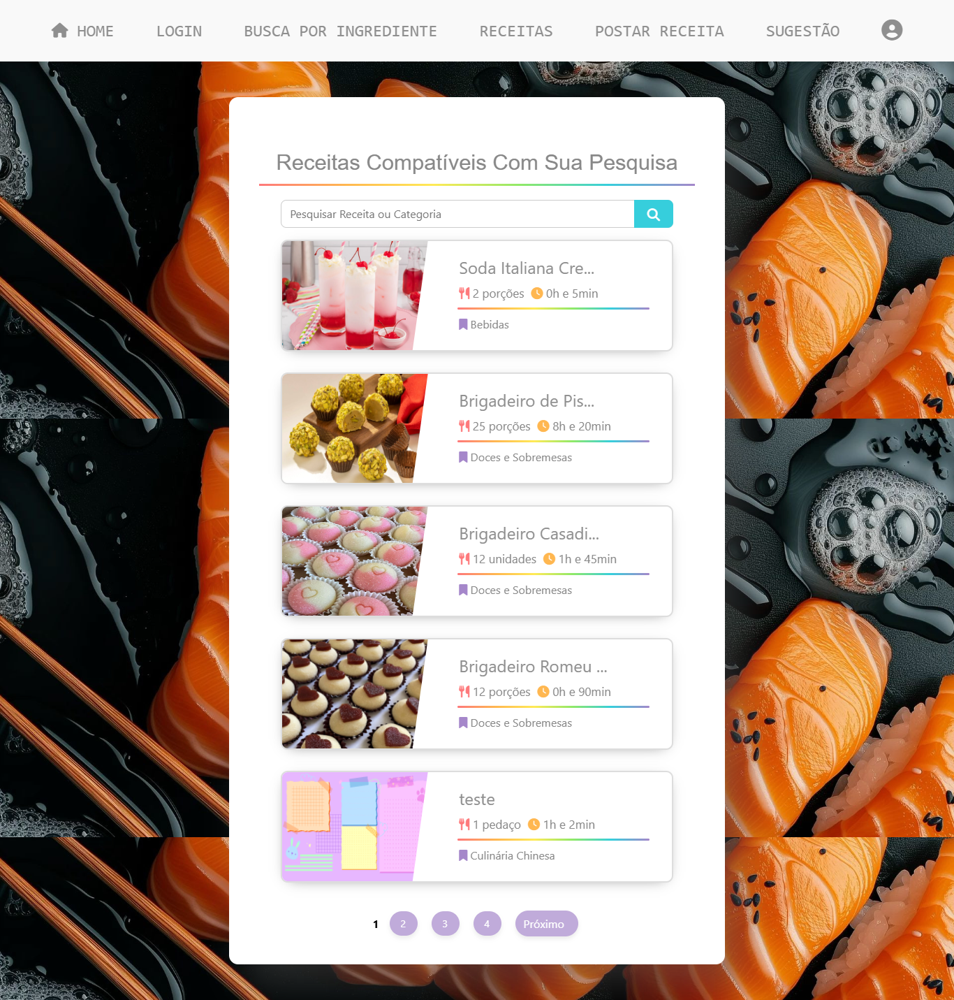 HOME LOGIN BUSCA POR INGREDIENTE RECEITAS POSTAR RECEITA SUGESTÃO
Receitas Compatíveis Com Sua Pesquisa
Pesquisar Receita ou Categoria
Soda Italiana Cre...
2 porções 0h e 5min
Bebidas
Brigadeiro de Pis...
25 porções 8h e 20min
Doces e Sobremesas
Brigadeiro Casadi...
12 unidades 1h e 45min
Doces e Sobremesas
Brigadeiro Romeu ...
12 porções 0h e 90min
Doces e Sobremesas
teste
1 pedaço 1h e 2min
Culinária Chinesa
1 2 3 4 Próximo